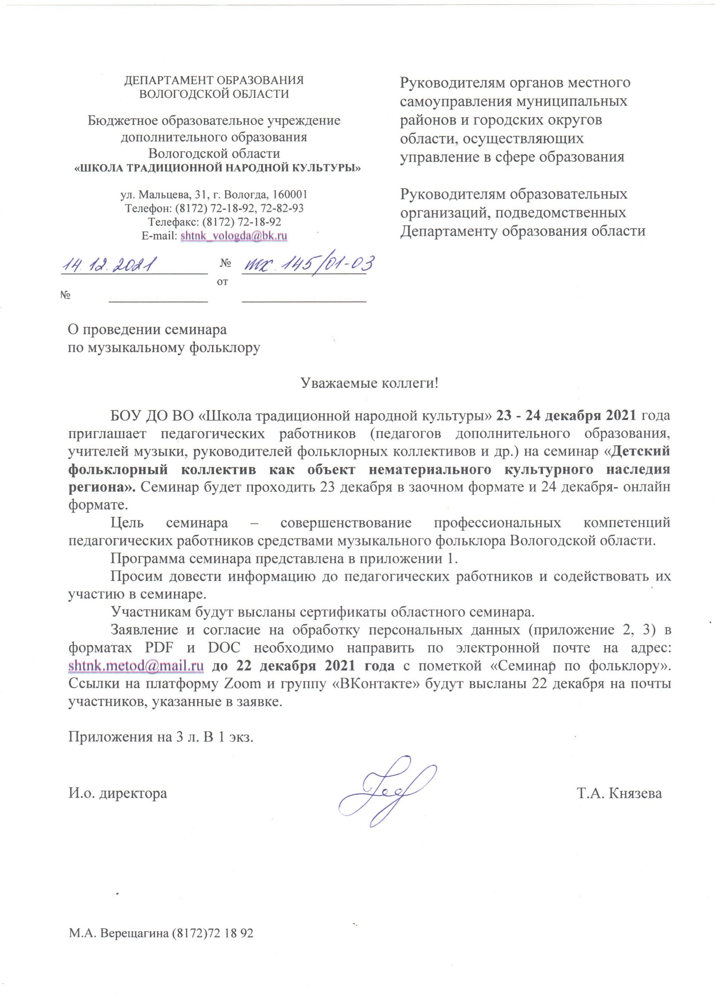 ДЕПАРТАМЕНТ ОБРАЗОВАНИЯ
ВОЛОГОДСКОЙ ОБЛАСТИ
Бюджетное образовательное учреждение
дополнительного образования
Вологодской области
«ШКОЛА ТРАДИЦИОННОЙ НАРОДНОЙ КУЛЬТУРЫ»
ул. Мальцева, 31, г. Вологда, 160001
Телефон: (8172) 72-18-92, 72-82-93
Телефакс: (8172) 72-18-92
E-mail: shtnk_vologda@bk.ru
14.12.2021 № 145/01-03
от
№
Руководителям органов местного
самоуправления муниципальных
районов и городских округов
области, осуществляющих
управление в сфере образования
Руководителям образовательных
организаций, подведомственных
Департаменту образования области
О проведении семинара
по музыкальному фольклору
Уважаемые коллеги!
БОУ ДО ВО «Школа традиционной народной культуры» 23 - 24 декабря 2021 года
приглашает педагогических работников (педагогов дополнительного образования,
учителей музыки, руководителей фольклорных коллективов и др.) на семинар «Детский
фольклорный коллектив как объект нематериального культурного наследия
региона». Семинар будет проходить 23 декабря в заочном формате и 24 декабря- онлайн
формате.
Цель семинара – совершенствование профессиональных компетенций
педагогических работников средствами музыкального фольклора Вологодской области.
Программа семинара представлена в приложении 1.
Просим довести информацию до педагогических работников и содействовать их
участию в семинаре.
Участникам будут высланы сертификаты областного семинара.
Заявление и согласие на обработку персональных данных (приложение 2, 3) в
форматах PDF и DOC необходимо направить по электронной почте на адрес:
shtnk.metod@mail.ru до 22 декабря 2021 года с пометкой «Семинар по фольклору».
Ссылки на платформу Zoom и группу «ВКонтакте» будут высланы 22 декабря на почты
участников, указанные в заявке.
Приложения на 3 л. В 1 экз.
И.о. директора Т.А. Князева
М.А. Верещагина (8172)72 18 92